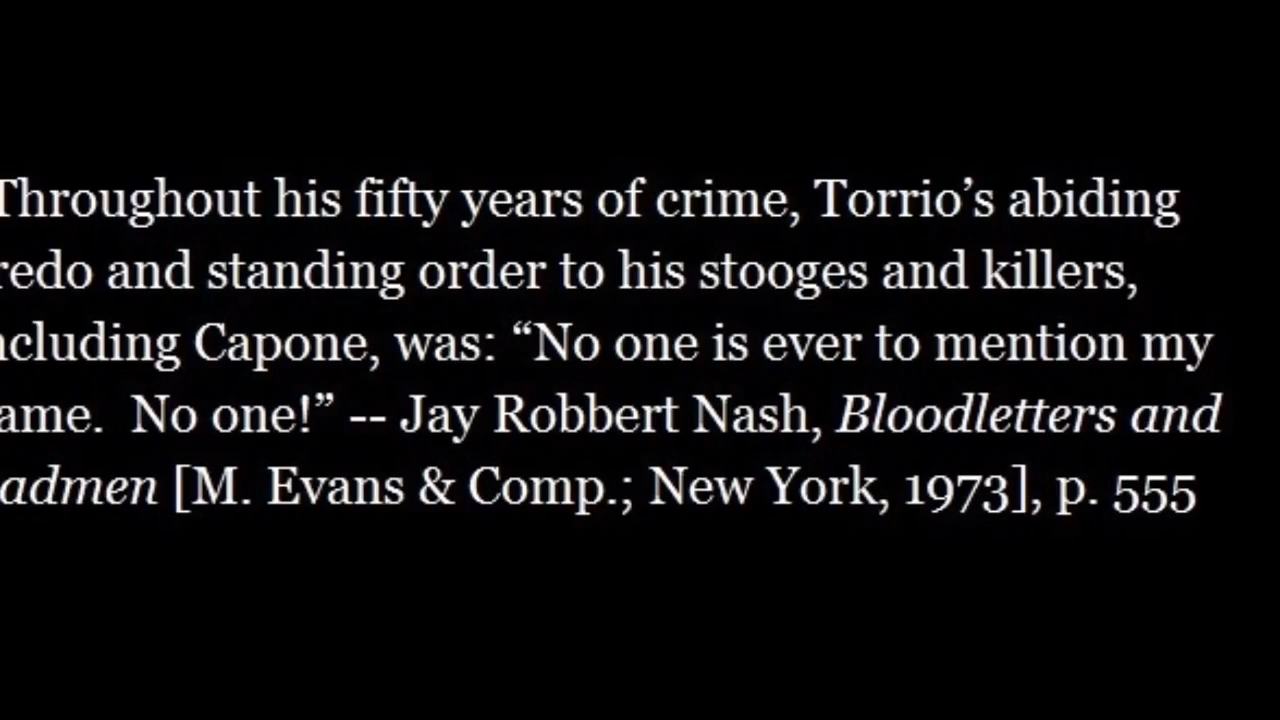 Throughout his fifty years of crime, Torrio’s abiding
redo and standing order to his stooges and killers,
ncluding Capone, was: “No one is ever to mention my
ame.  No one!” -- Jay Robbert Nash, Bloodletters and
admen [M. Evans & Comp.; New York, 1973], p. 555